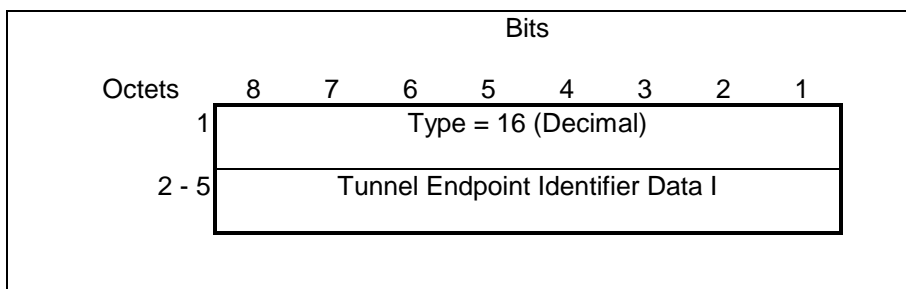 Bits
Octets 8 7 6 5 4 3 2 1
1 Type = 16 (Decimal)
2 - 5 Tunnel Endpoint Identifier Data I